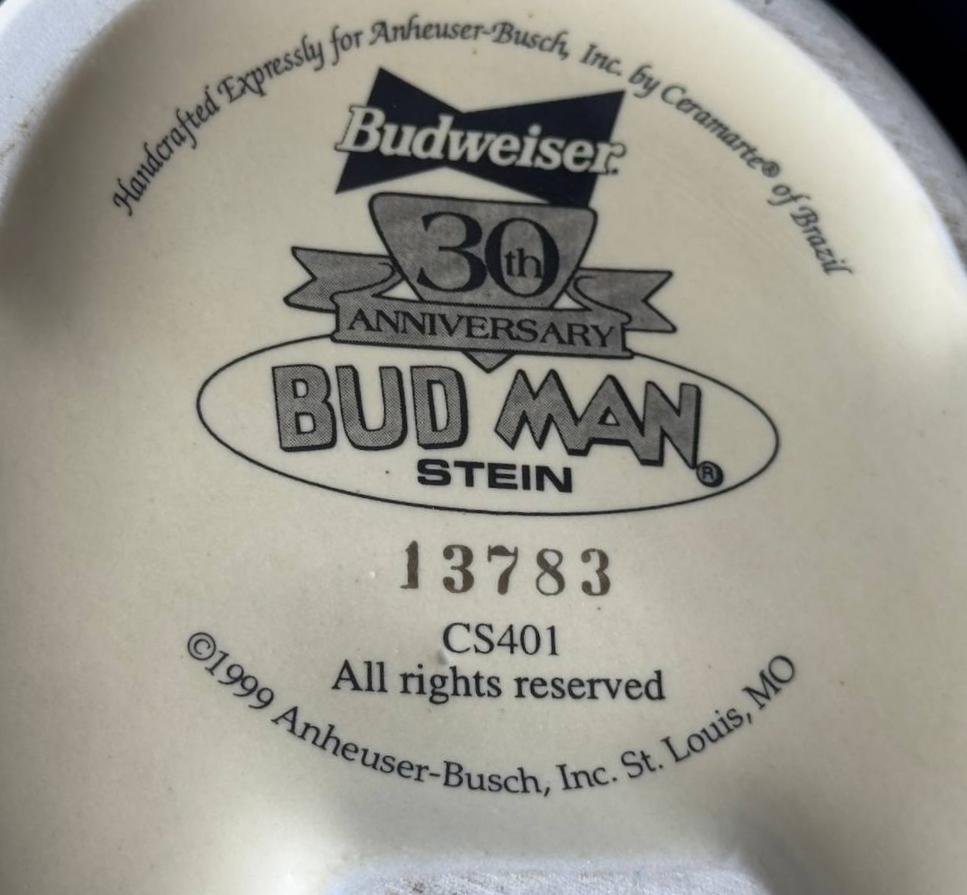 Handcrafted Expressly for Anheuser-Busch, Inc. by Ceramarte® of Brazil
Budweiser®
30th
ANNIVERSARY
BUD MAN®
STEIN
13783
CS401
All rights reserved
©1999 Anheuser-Busch, Inc. St. Louis, MO